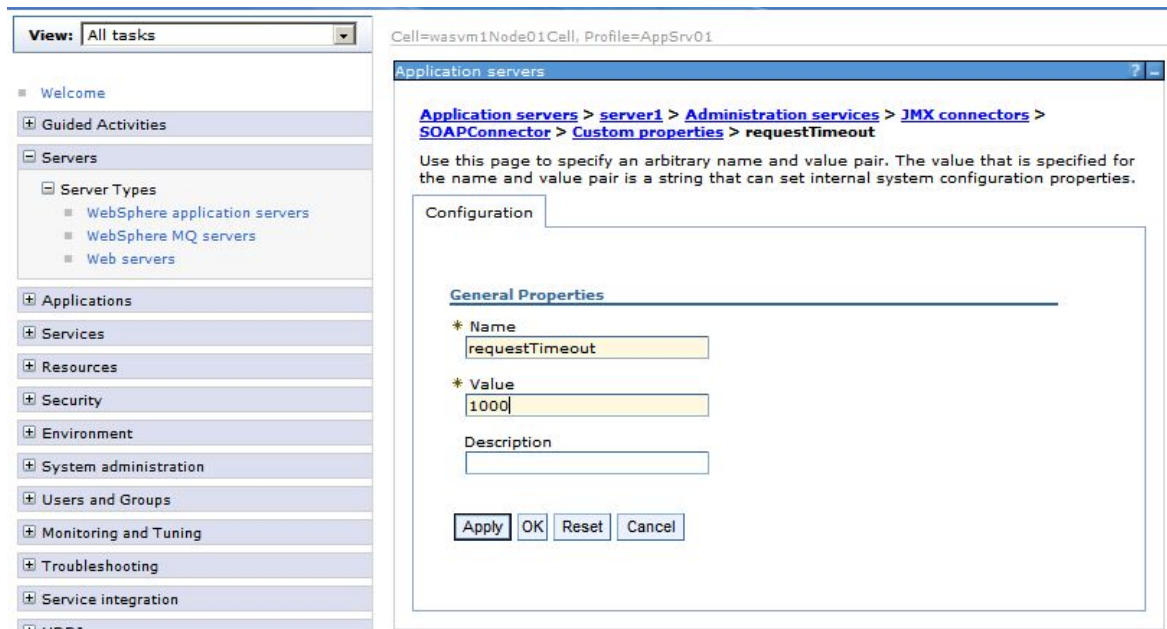 View: All tasks
Cell=wasvm1Node01Cell, Profile=AppSrv01
Welcome
Guided Activities
Servers
Server Types
WebSphere application servers
WebSphere MQ servers
Web servers
Applications
Services
Resources
Security
Environment
System administration
Users and Groups
Monitoring and Tuning
Troubleshooting
Service integration
Application servers ? _
Application servers > server1 > Administration services > JMX connectors >
SOAPConnector > Custom properties > requestTimeout
Use this page to specify an arbitrary name and value pair. The value that is specified for
the name and value pair is a string that can set internal system configuration properties.
Configuration
General Properties
* Name
requestTimeout
* Value
1000
Description
Apply OK Reset Cancel